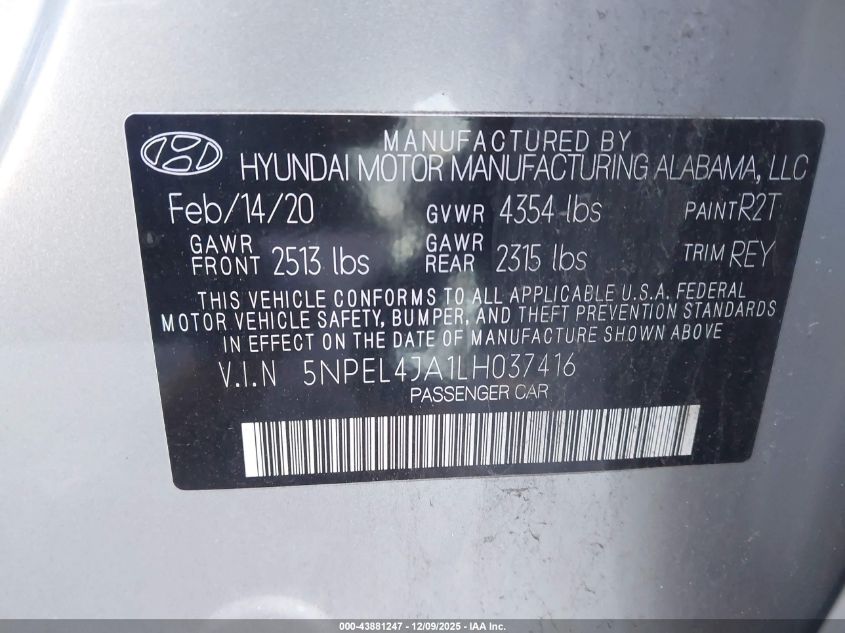 MANUFACTURED BY
HYUNDAI MOTOR MANUFACTURING ALABAMA, LLC
Feb/14/20 GVWR 4354 lbs PAINT R2T
GAWR FRONT 2513 lbs GAWR REAR 2315 lbs TRIM REY
THIS VEHICLE CONFORMS TO ALL APPLICABLE U.S.A. FEDERAL
MOTOR VEHICLE SAFETY, BUMPER, AND THEFT PREVENTION STANDARDS
IN EFFECT ON THE DATE OF MANUFACTURE SHOWN ABOVE
V.I.N 5NPEL4JA1LH037416
PASSENGER CAR
000-43881247 - 12/09/2025 - IAA Inc.